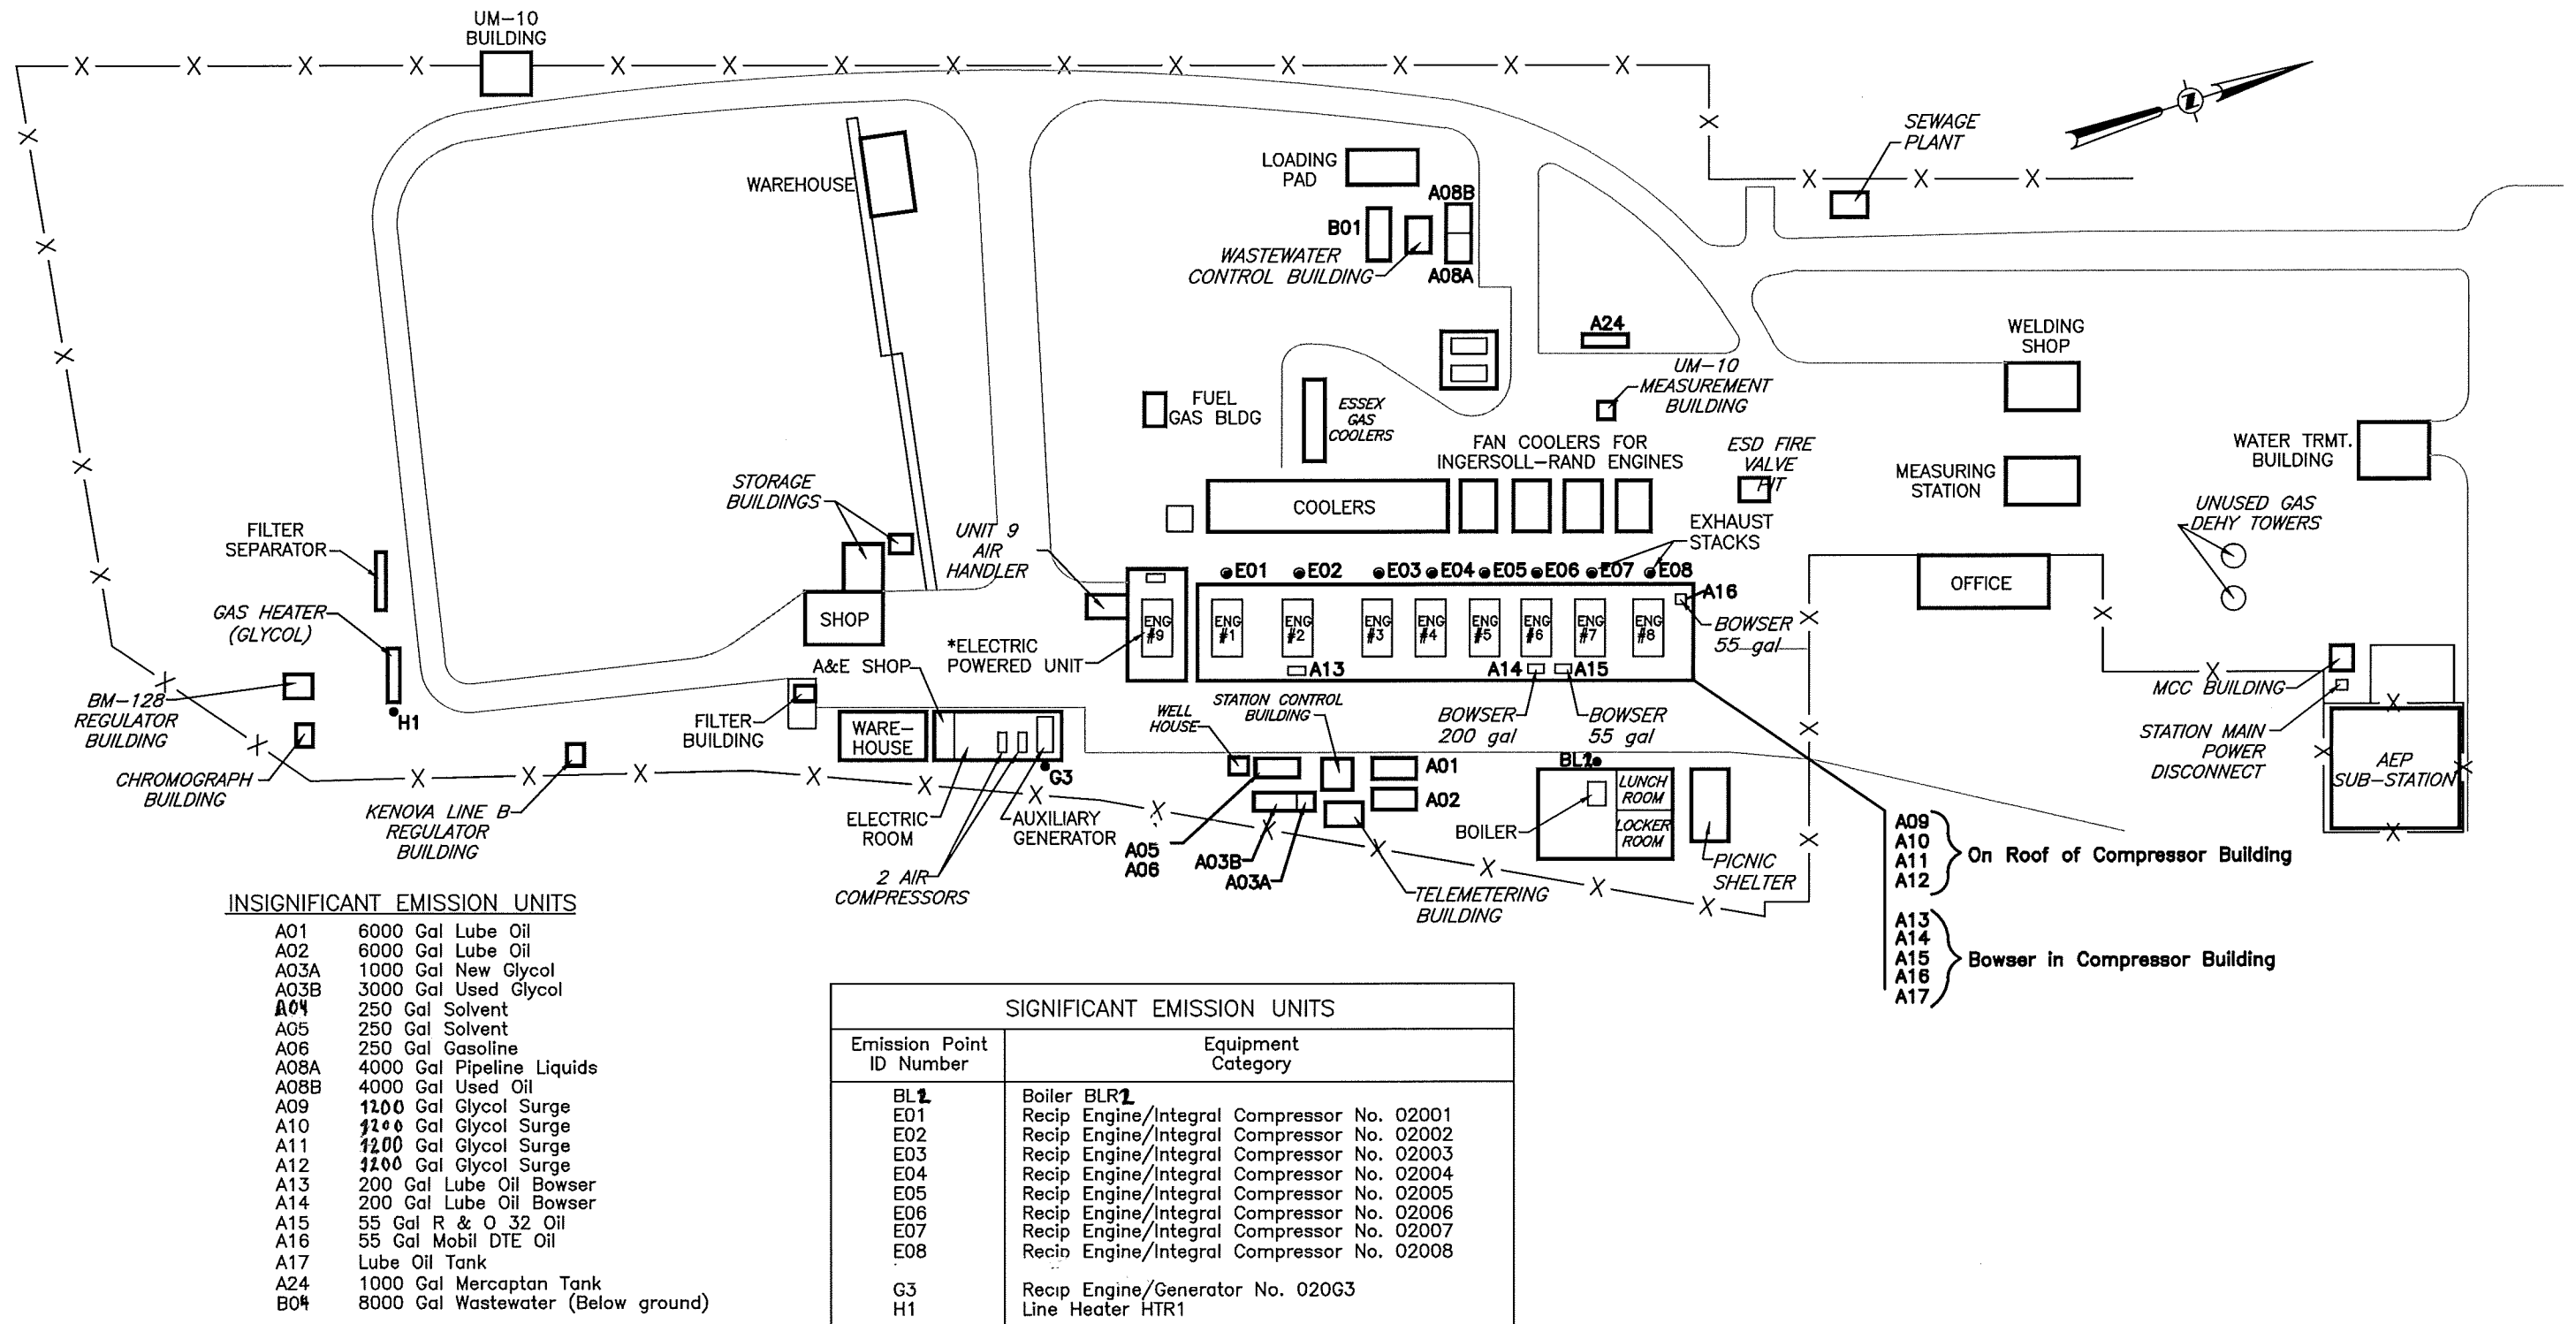 UM-10
BUILDING
SEWAGE
PLANT
Z
WAREHOUSE
LOADING
PAD
A08B
B01
WASTEWATER
CONTROL BUILDING
A08A
A24
WELDING
SHOP
UM-10
MEASUREMENT
BUILDING
FUEL
GAS BLDG
ESSEX
GAS
COOLERS
FAN COOLERS FOR
INGERSOLL-RAND ENGINES
ESD FIRE
VALVE
PIT
MEASURING
STATION
WATER TRMT.
BUILDING
UNUSED GAS
DEHY TOWERS
STORAGE
BUILDINGS
COOLERS
FILTER
SEPARATOR
UNIT 9
AIR
HANDLER
EXHAUST
STACKS
E01 E02 E03 E04 E05 E06 E07 E08
A16
OFFICE
GAS HEATER
(GLYCOL)
SHOP
ENG
#9
ENG
#1
ENG
#2
ENG
#3
ENG
#4
ENG
#5
ENG
#6
ENG
#7
ENG
#8
BOWSER
55 gal
*ELECTRIC
POWERED UNIT
A13
A14
A15
A&E SHOP
BM-128
REGULATOR
BUILDING
H1
FILTER
BUILDING
WARE-
HOUSE
WELL
HOUSE
STATION CONTROL
BUILDING
BOWSER
200 gal
BOWSER
55 gal
MCC BUILDING
STATION MAIN
POWER
DISCONNECT
AEP
SUB-STATION
CHROMOGRAPH
BUILDING
G3
A01
A02
LUNCH
ROOM
LOCKER
ROOM
BOILER
KENOVA LINE B
REGULATOR
BUILDING
ELECTRIC
ROOM
AUXILIARY
GENERATOR
2 AIR
COMPRESSORS
A05
A06
A03B
A03A
TELEMETERING
BUILDING
PICNIC
SHELTER
A09
A10
A11
A12
On Roof of Compressor Building
A13
A14
A15
A16
A17
Bowser in Compressor Building
INSIGNIFICANT EMISSION UNITS
A01 6000 Gal Lube Oil
A02 6000 Gal Lube Oil
A03A 1000 Gal New Glycol
A03B 3000 Gal Used Glycol
A04 250 Gal Solvent
A05 250 Gal Solvent
A06 250 Gal Gasoline
A08A 4000 Gal Pipeline Liquids
A08B 4000 Gal Used Oil
A09 1200 Gal Glycol Surge
A10 1200 Gal Glycol Surge
A11 1200 Gal Glycol Surge
A12 1200 Gal Glycol Surge
A13 200 Gal Lube Oil Bowser
A14 200 Gal Lube Oil Bowser
A15 55 Gal R & O 32 Oil
A16 55 Gal Mobil DTE Oil
A17 Lube Oil Tank
A24 1000 Gal Mercaptan Tank
8000 Gal Wastewater (Below ground)
SIGNIFICANT EMISSION UNITS
Emission Point
ID Number
Equipment
Category
BL2 Boiler BLR2
E01 Recip Engine/Integral Compressor No. 02001
E02 Recip Engine/Integral Compressor No. 02002
E03 Recip Engine/Integral Compressor No. 02003
E04 Recip Engine/Integral Compressor No. 02004
E05 Recip Engine/Integral Compressor No. 02005
E06 Recip Engine/Integral Compressor No. 02006
E07 Recip Engine/Integral Compressor No. 02007
E08 Recip Engine/Integral Compressor No. 02008
G3 Recip Engine/Generator No. 020G3
H1 Line Heater HTR1